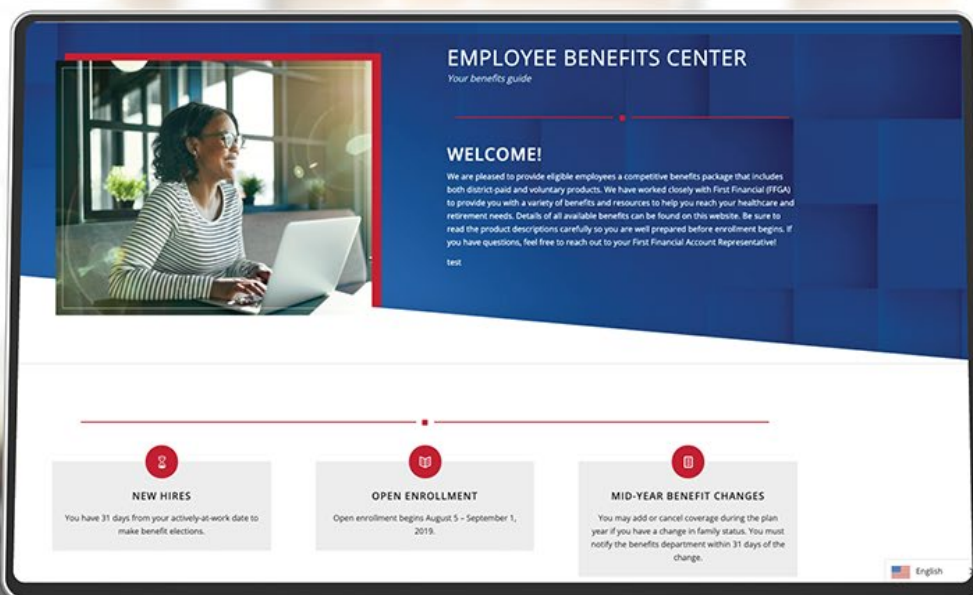 EMPLOYEE BENEFITS CENTER
Your benefits guide
WELCOME!
We are pleased to provide eligible employees a competitive benefits package that includes
both district-paid and voluntary products. We have worked closely with First Financial (FFGA)
to provide you with a variety of benefits and resources to help you reach your healthcare and
retirement needs. Details of all available benefits can be found on this website. Be sure to
read the product descriptions carefully so you are well prepared before enrollment begins. If
you have questions, feel free to reach out to your First Financial Account Representative!
test
NEW HIRES
You have 31 days from your actively-at-work date to
make benefit elections.
OPEN ENROLLMENT
Open enrollment begins August 5 – September 1,
2019.
MID-YEAR BENEFIT CHANGES
You may add or cancel coverage during the plan
year if you have a change in family status. You must
notify the benefits department within 31 days of the
change.
English